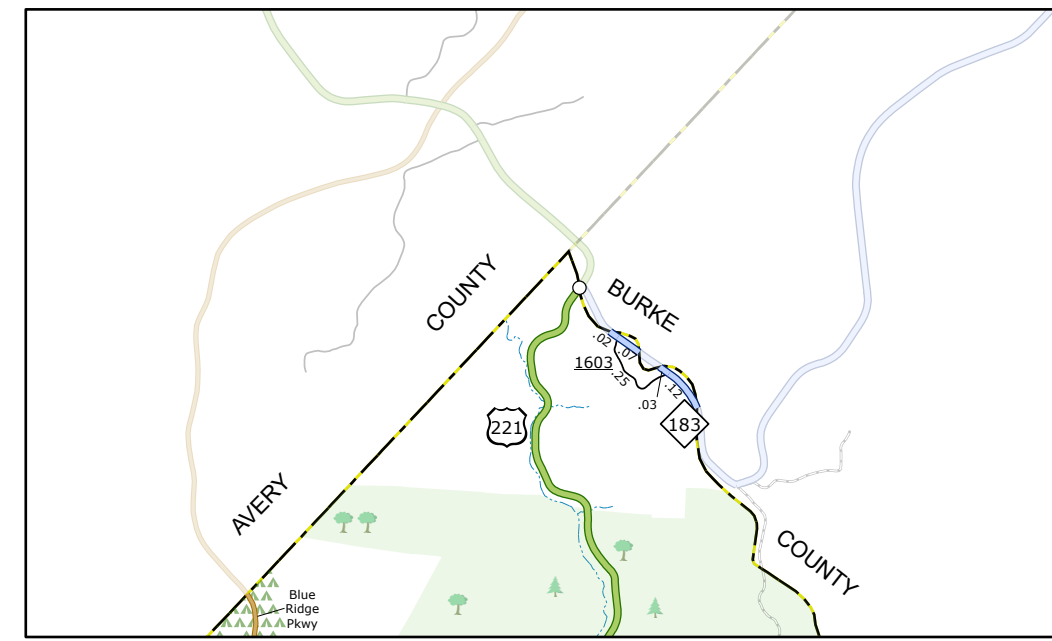 COUNTY
BURKE
.02
.07
1603
.25
.12
.03
221
183
AVERY
COUNTY
Blue
Ridge
Pkwy